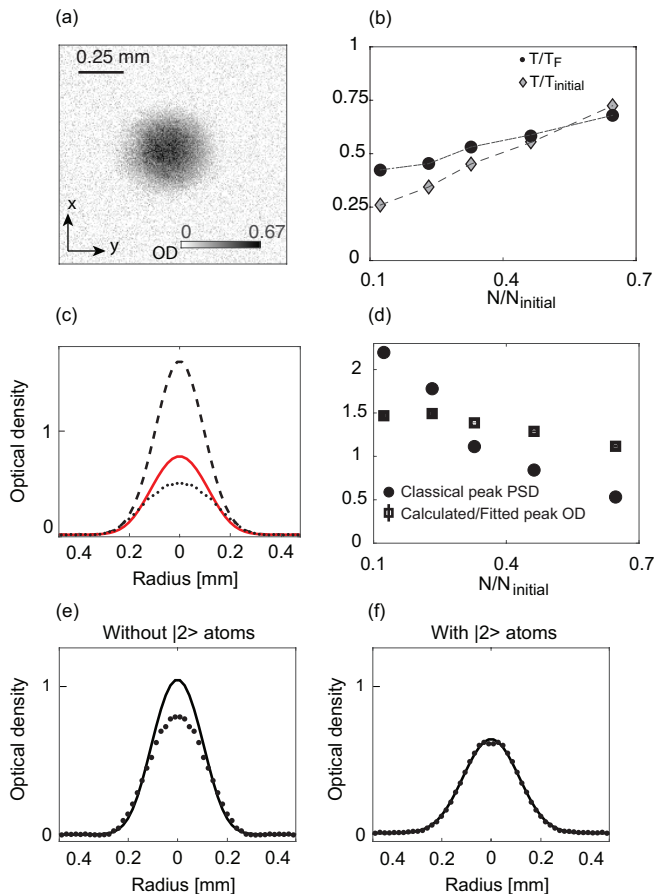 (a)
0.25 mm
x
y
0 0.67
OD
(b)
1
0.75
0.5
0.25
0
T/T_F
T/T_initial
0.1 0.4 0.7
N/N_initial
(c)
Optical density
1
0
0.4 0.2 0 0.2 0.4
Radius [mm]
(d)
2
1.5
1
0.5
0
Classical peak PSD
Calculated/Fitted peak OD
0.1 0.4 0.7
N/N_initial
(e)
Without |2> atoms
Optical density
1
0
0.4 0.2 0 0.2 0.4
Radius [mm]
(f)
With |2> atoms
Optical density
1
0
0.4 0.2 0 0.2 0.4
Radius [mm]